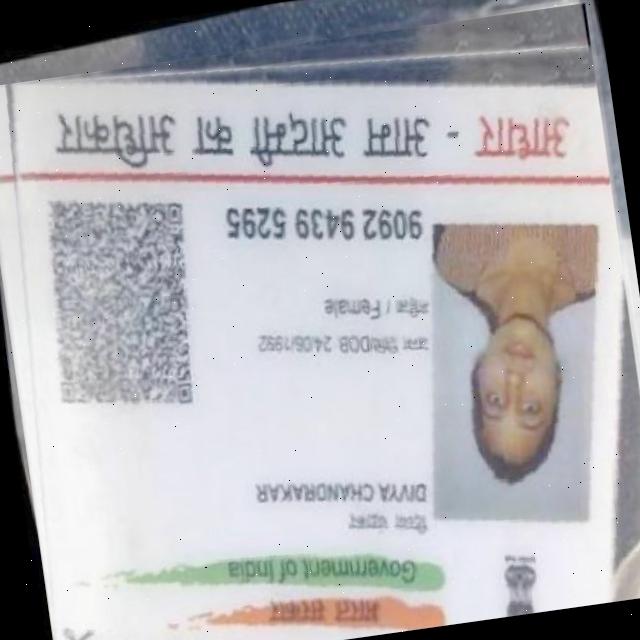 भारत सरकार
Government of India
दिव्या चंद्राकर
DIVYA CHANDRAKAR
जन्म तिथि/DOB 24/06/1992
महिला / Female
9092 9439 5295
आधार - आम आदमी का अधिकार